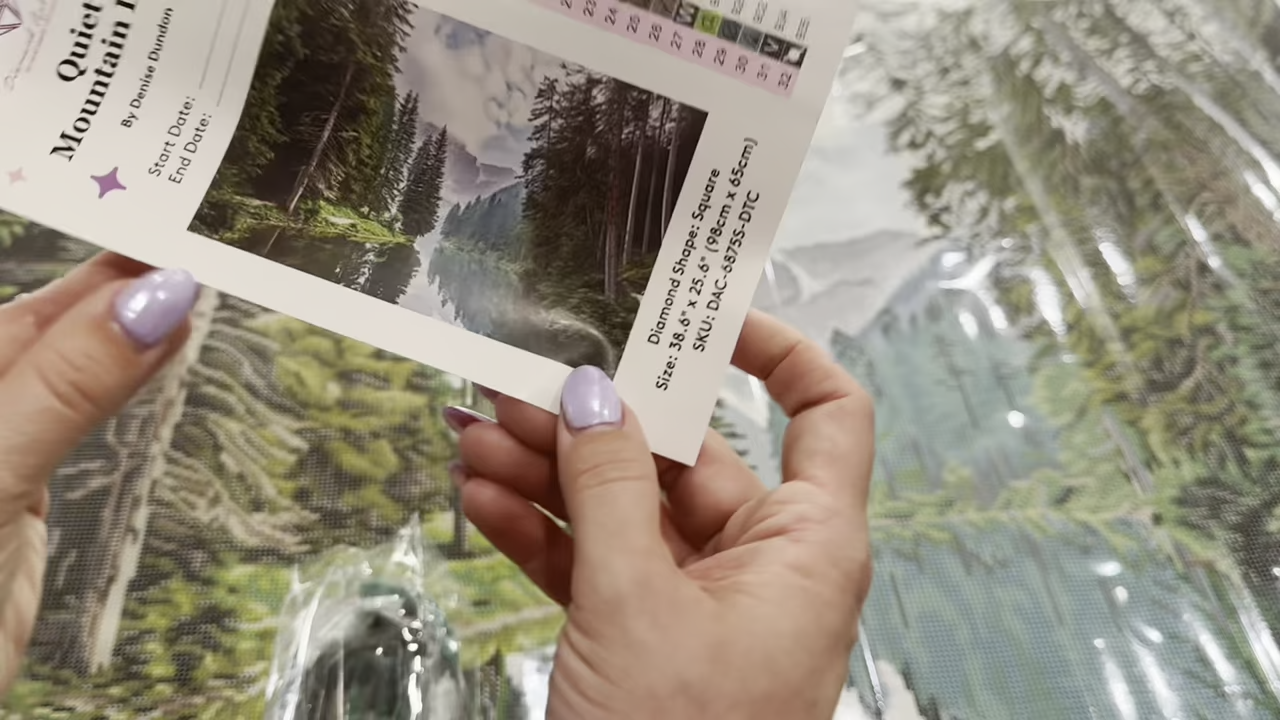 Quiet
Mountain
By Denise Dundon
Start Date:
End Date:
23
24
25
26
27
28
29
30
31
32
Diamond Shape: Square
Size: 38.6" x 25.6" (98cm x 65cm)
SKU: DAC-6875S-DTC